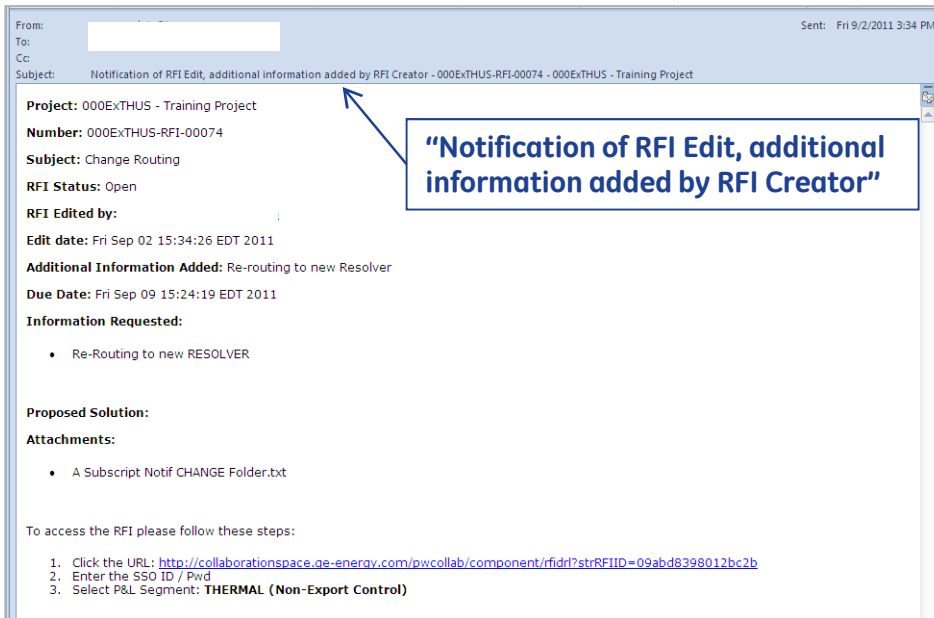 From:
Sent: Fri 9/2/2011 3:34 PM
To:
Cc:
Subject: Notification of RFI Edit, additional information added by RFI Creator - 000ExTHUS-RFI-00074 - 000ExTHUS - Training Project
Project: 000ExTHUS - Training Project
Number: 000ExTHUS-RFI-00074
“Notification of RFI Edit, additional
information added by RFI Creator”
Subject: Change Routing
RFI Status: Open
RFI Edited by:
Edit date: Fri Sep 02 15:34:26 EDT 2011
Additional Information Added: Re-routing to new Resolver
Due Date: Fri Sep 09 15:24:19 EDT 2011
Information Requested:
• Re-Routing to new RESOLVER
Proposed Solution:
Attachments:
• A Subscript Notif CHANGE Folder.txt
To access the RFI please follow these steps:
1. Click the URL: http://collaborationspace.ge-energy.com/pwcollab/component/rfidrl?strRFIID=09abd8398012bc2b
2. Enter the SSO ID / Pwd
3. Select P&L Segment: THERMAL (Non-Export Control)